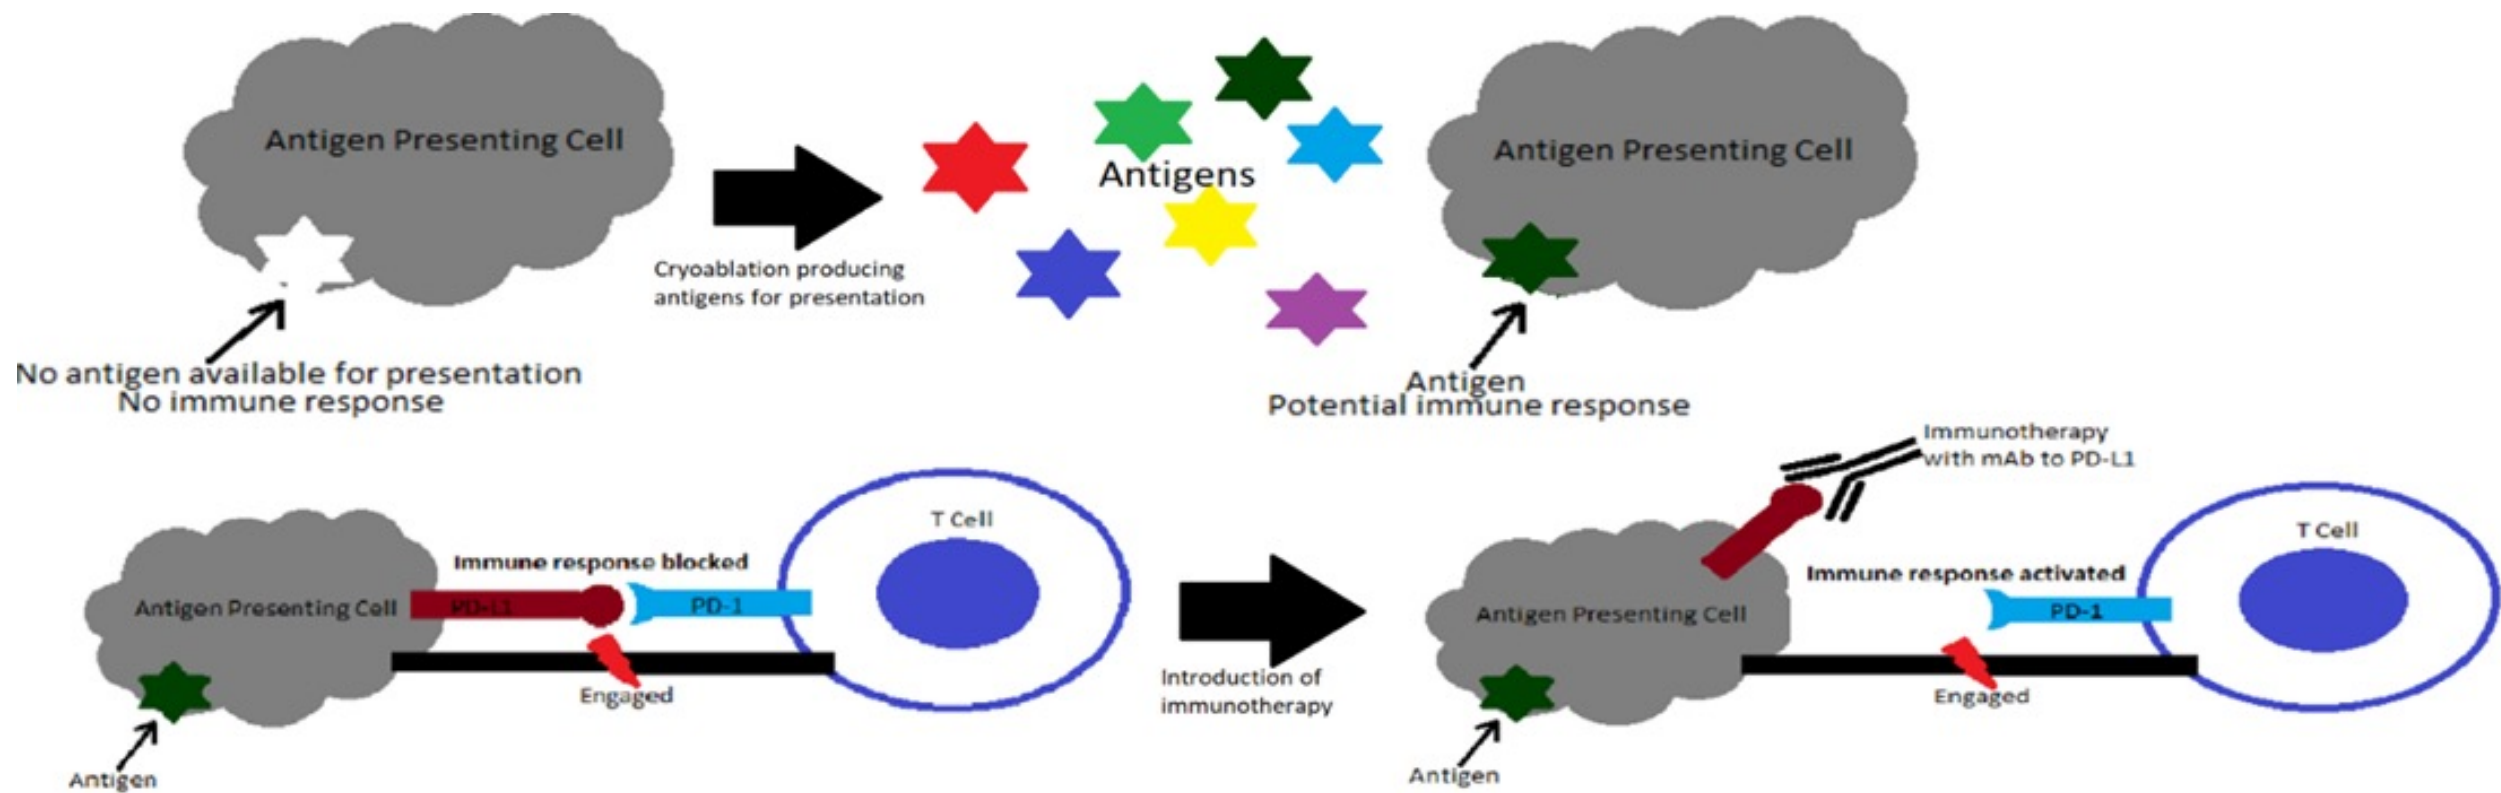 Antigen Presenting Cell
Cryoablation producing
antigens for presentation
No antigen available for presentation
No immune response
Antigens
Antigen Presenting Cell
Antigen
Potential immune response
Antigen Presenting Cell
Immune response blocked
PD-L1
PD-1
T Cell
Engaged
Antigen
Introduction of
immunotherapy
Immunotherapy
with mAb to PD-L1
Antigen Presenting Cell
Immune response activated
PD-1
T Cell
Engaged
Antigen